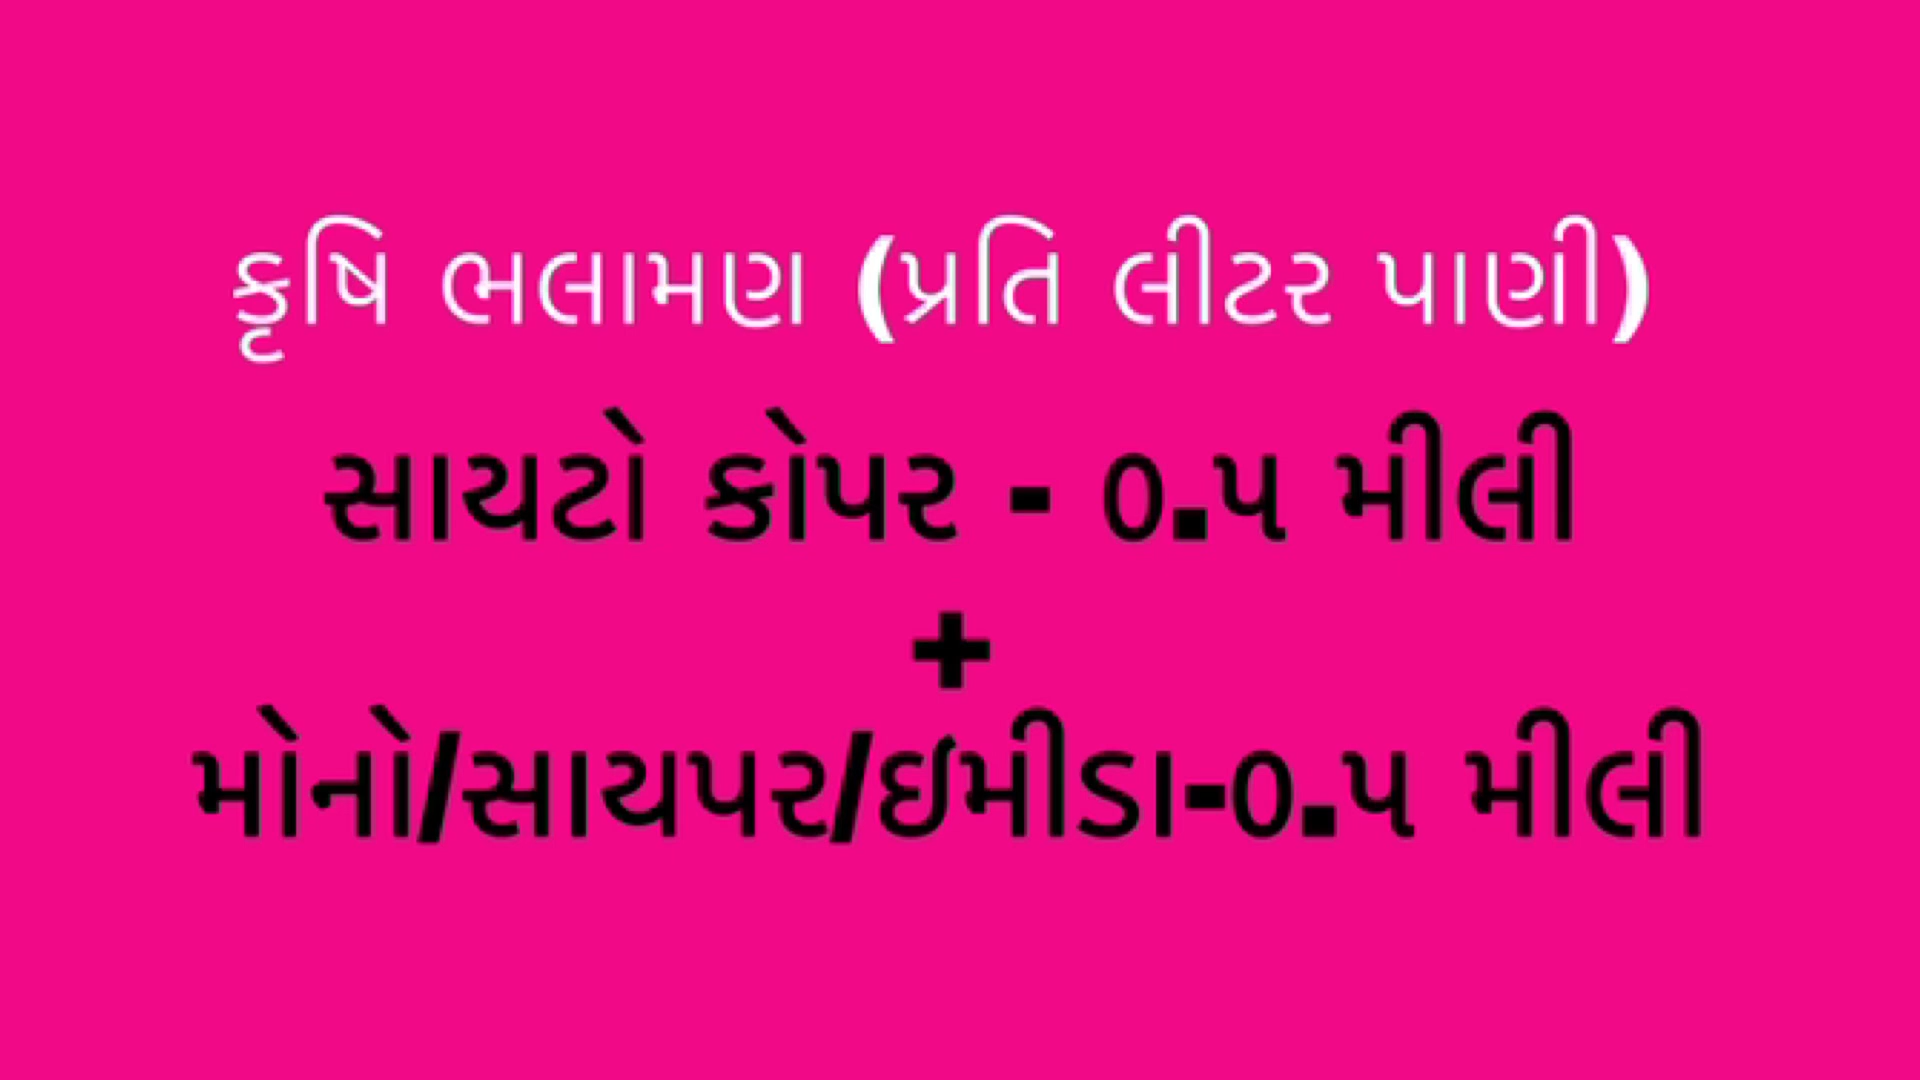 કૃષિ ભલામણ (પ્રતિ લીટર પાણી)
સાયટો કોપર - ૦.૫ મીલી
+
મોનો/સાયપર/ઇમીડા-૦.૫ મીલી